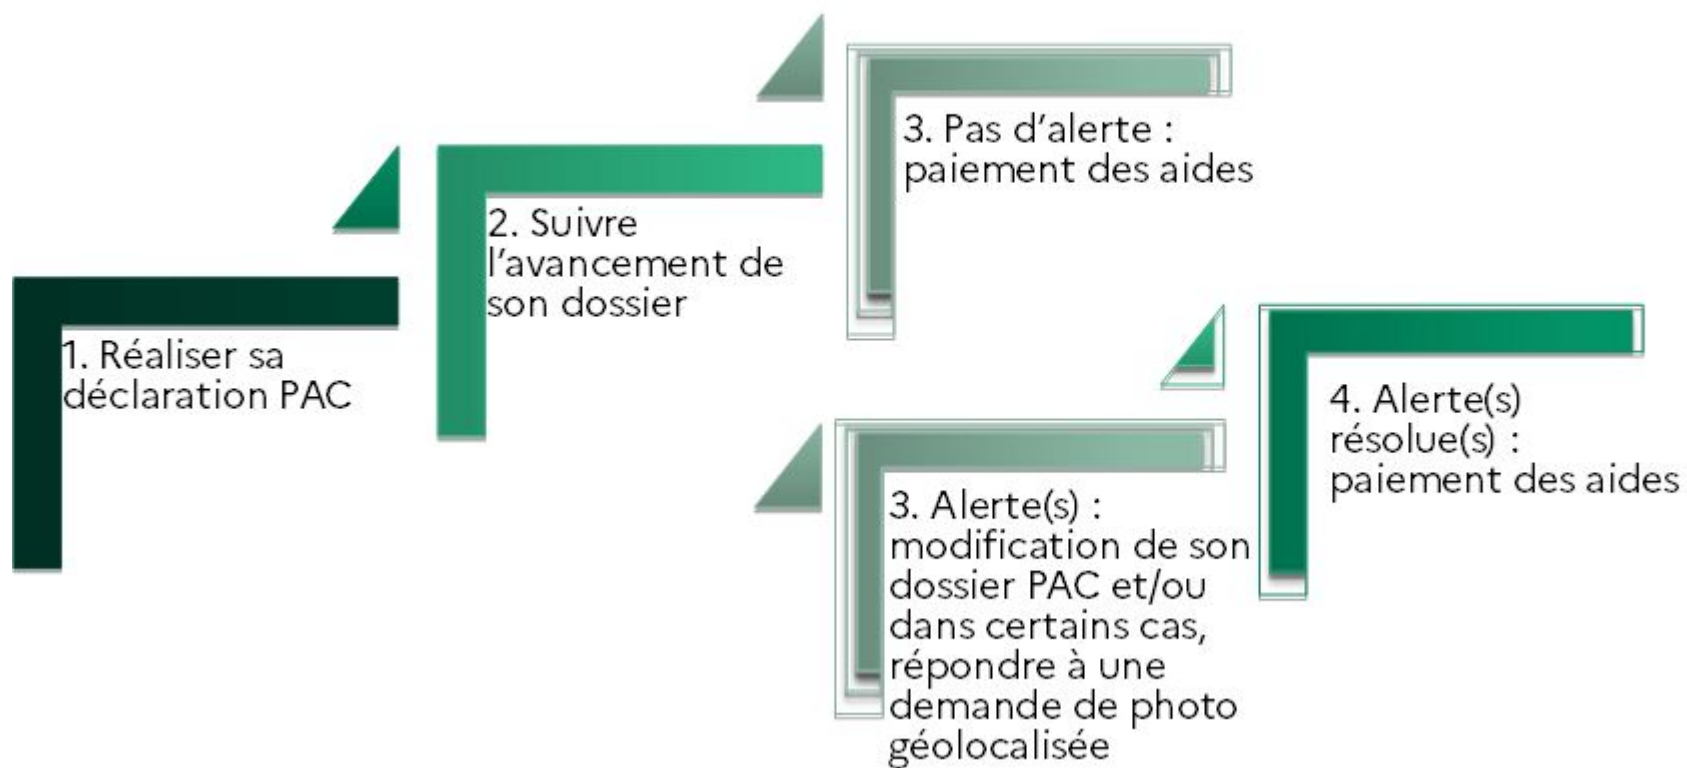 1. Réaliser sa
déclaration PAC
2. Suivre
l'avancement de
son dossier
3. Pas d'alerte :
paiement des aides
3. Alerte(s) :
modification de son
dossier PAC et/ou
dans certains cas,
répondre à une
demande de photo
géolocalisée
4. Alerte(s)
résolue(s) :
paiement des aides